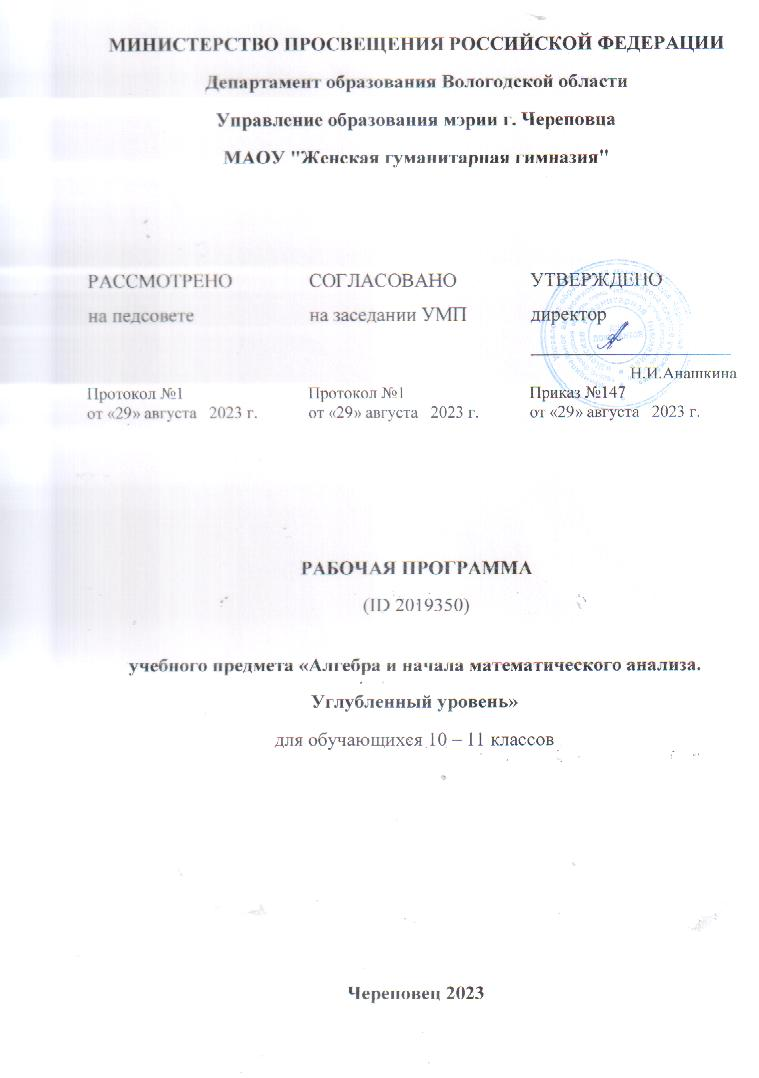 МИНИСТЕРСТВО ПРОСВЕЩЕНИЯ РОССИЙСКОЙ ФЕДЕРАЦИИ
Департамент образования Вологодской области
Управление образования мэрии г. Череповца
МАОУ "Женская гуманитарная гимназия"
РАССМОТРЕНО
на педсовете
Протокол №1
от «29» августа 2023 г.
СОГЛАСОВАНО
на заседании УМП
Протокол №1
от «29» августа 2023 г.
УТВЕРЖДЕНО
директор
Н.И.Анашкина
Приказ №147
от «29» августа 2023 г.
РАБОЧАЯ ПРОГРАММА
(ID 2019350)
учебного предмета «Алгебра и начала математического анализа.
Углубленный уровень»
для обучающихся 10 – 11 классов
Череповец 2023